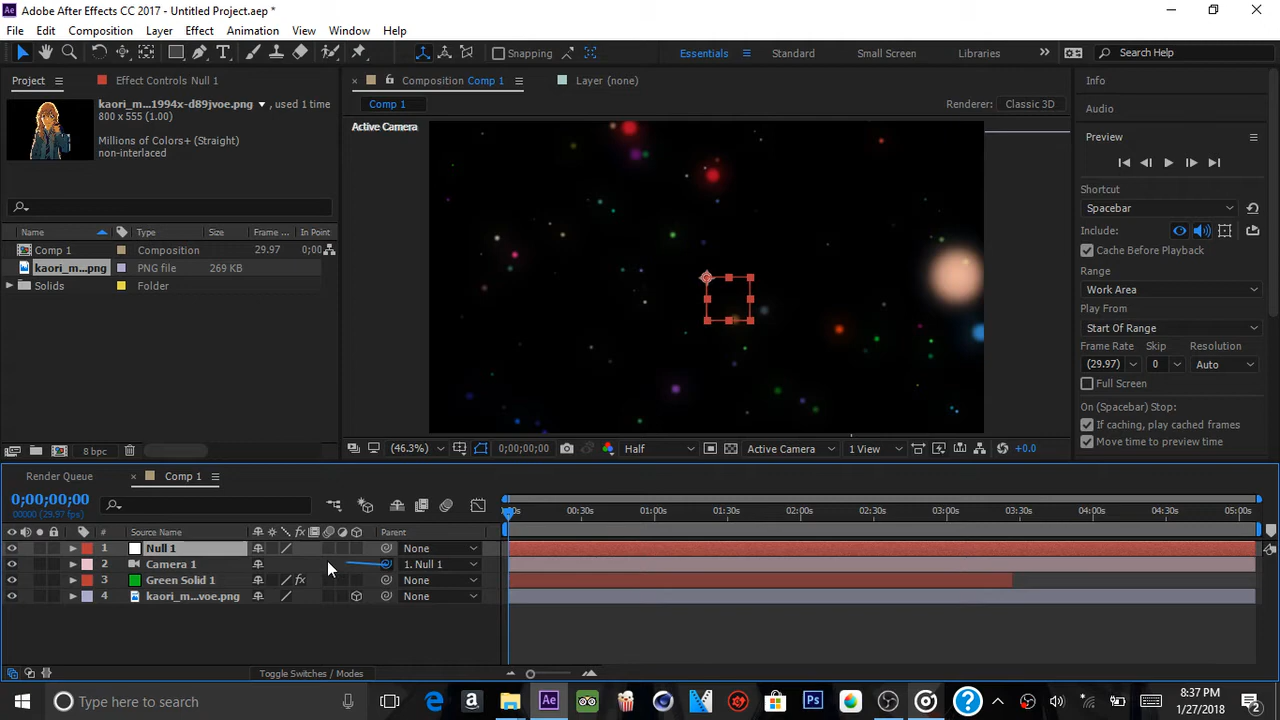 Adobe After Effects CC 2017 - Untitled Project.aep *
File Edit Composition Layer Effect Animation View Window Help
Snapping Essentials Standard Small Screen Libraries Search Help
Project Effect Controls Null 1
Composition Comp 1 Layer (none)
Info
kaori_m...1994x-d89jvoe.png , used 1 time
Comp 1
Renderer: Classic 3D
Audio
800 x 555 (1.00)
Active Camera
Preview
Millions of Colors+ (Straight)
non-interlaced
Shortcut
Spacebar
Include:
Name Type Size Frame ... In Point
Comp 1 Composition 29.97 0;00
Cache Before Playback
kaori_m...png PNG file 269 KB
Range
Solids Folder
Work Area
Play From
Start Of Range
Frame Rate Skip Resolution
(29.97) 0 Auto
Full Screen
On (Spacebar) Stop:
If caching, play cached frames
Move time to preview time
8 bpc
(46.3%) 0;00;00;00 Half Active Camera 1 View +0.0
Render Queue Comp 1
0;00;00;00
00000 (29.97 fps)
00:30s 01:00s 01:30s 02:00s 02:30s 03:00s 03:30s 04:00s 04:30s 05:00s
# Source Name fx Parent
1 Null 1 None
2 Camera 1 1. Null 1
3 Green Solid 1 fx None
4 kaori_m...voe.png None
Toggle Switches / Modes
Type here to search
8:37 PM
1/27/2018